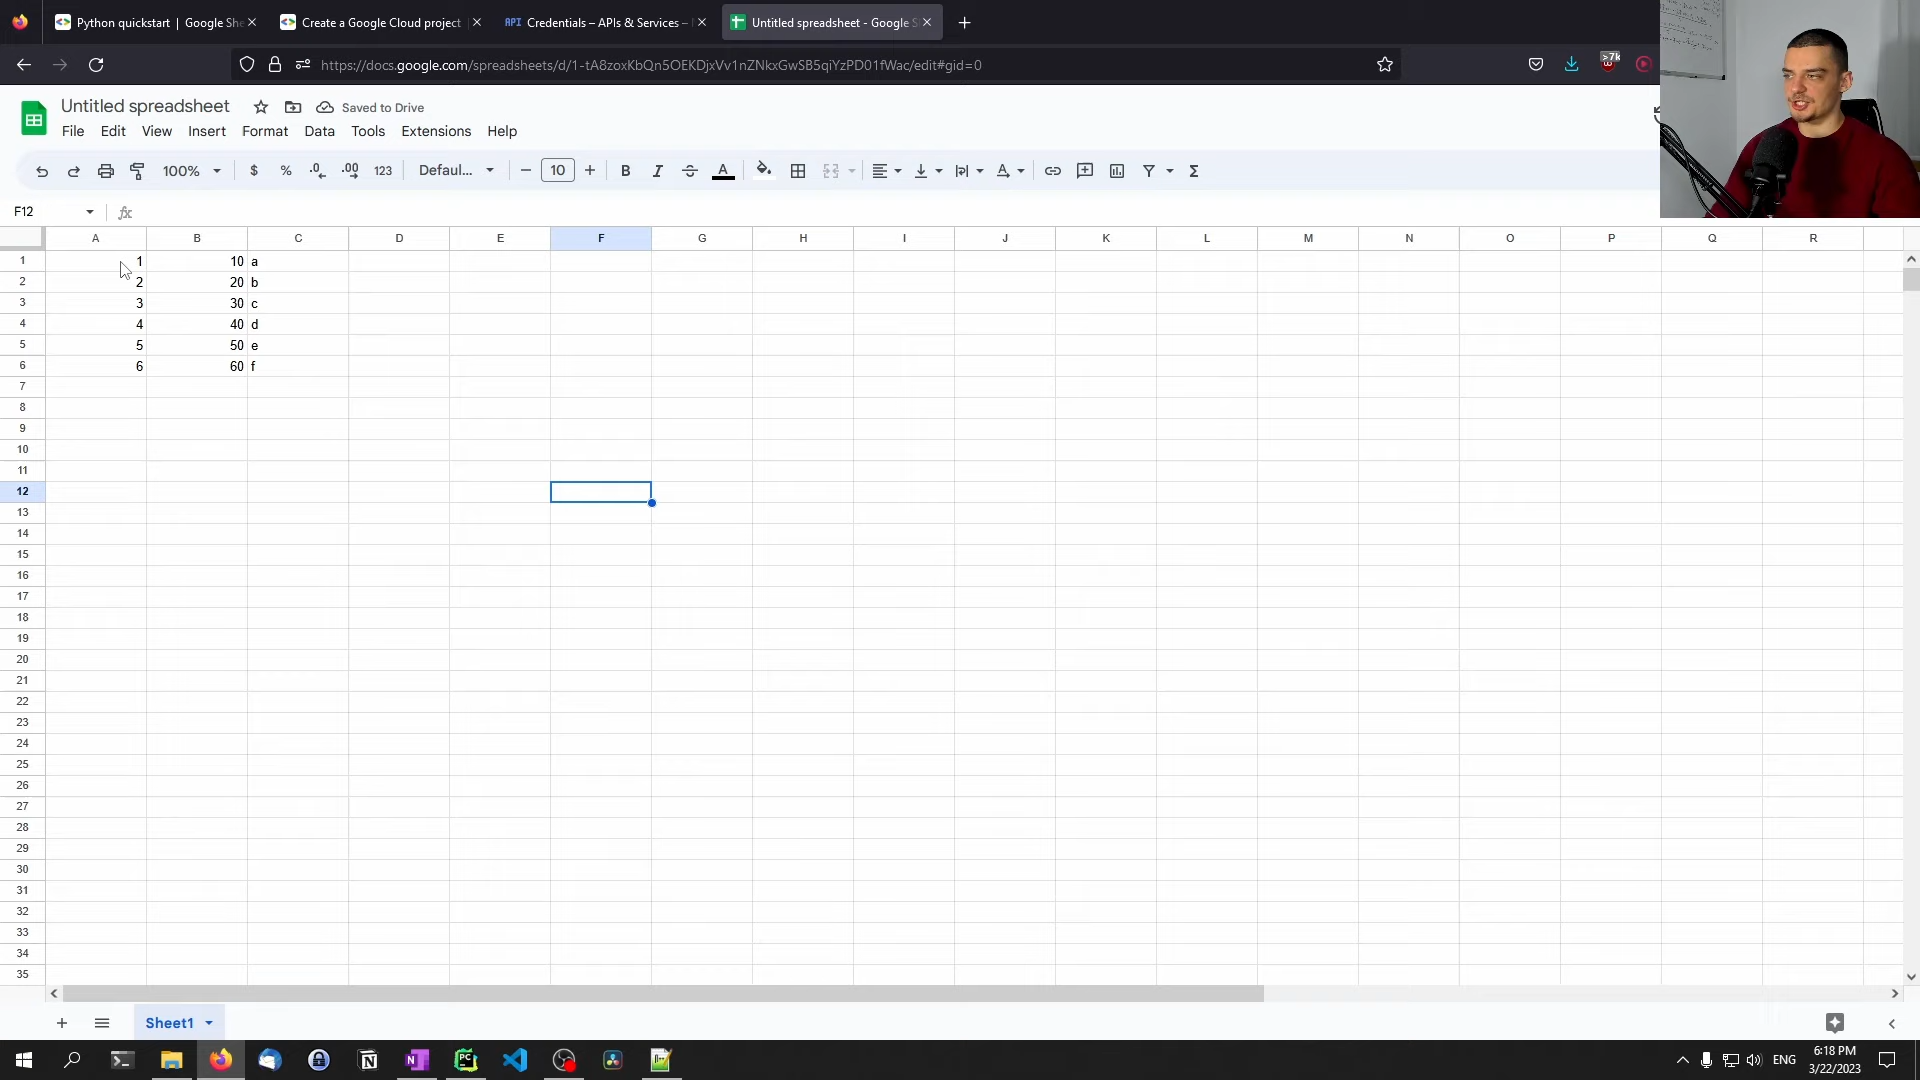 Python quickstart | Google She
Create a Google Cloud project
API Credentials – APIs & Services –
Untitled spreadsheet - Google S
https://docs.google.com/spreadsheets/d/1-tA8zoxKbQn5OEKDjxVv1nZNkxGwSB5qiYzPD01fWac/edit#gid=0
>7k
Untitled spreadsheet Saved to Drive
File Edit View Insert Format Data Tools Extensions Help
100% $ % .0 .00 123 Defaul... − 10 + B I A Σ
F12 fx
A B C D E F G H I J K L M N O P Q R
1 1 10 a
2 2 20 b
3 3 30 c
4 4 40 d
5 5 50 e
6 6 60 f
7
8
9
10
11
12
13
14
15
16
17
18
19
20
21
22
23
24
25
26
27
28
29
30
31
32
33
34
35
Sheet1
ENG
6:18 PM
3/22/2023